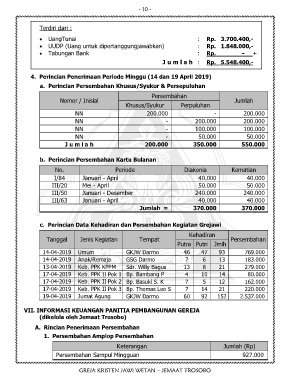 - 10 -
Terdiri dari :
• UangTunai : Rp. 3.700.400,-
• UUDP (Uang untuk dipertanggungjawabkan) : Rp. 1.848.000,-
• Tabungan Bank : Rp. - +
J u m l a h : Rp. 5.548.400,-
4. Perincian Penerimaan Periode Minggu (14 dan 19 April 2019)
a. Perincian Persembahan Khusus/Syukur & Persepuluhan
Nomor / Inisial Persembahan Jumlah
Khusus/Syukur Perpuluhan
NN 200.000 - 200.000
NN - 200.000 200.000
NN - 100.000 100.000
NN - 50.000 50.000
J u m l a h 200.000 350.000 550.000
b. Perincian Persembahan Kartu Bulanan
No. Periode Diakonia Kematian
I/84 Januari - April 40.000 40.000
III/20 Mei - April 50.000 50.000
III/50 Januari - Desember 240.000 240.000
III/63 Januari - April 40.000 40.000
Jumlah = 370.000 370.000
c. Perincian Data Kehadiran dan Persembahan Kegiatan Grejawi
Tanggal Jenis Kegiatan Tempat Kehadiran Persembahan
Putra Putri Jmlh
14-04-2019 Umum GKJW Darmo 46 47 93 769.000
14-04-2019 Anak/Remaja GSG Darmo 7 6 13 183.000
13-04-2019 Keb. PPK KPPM Sdr. Willy Bagus 13 8 21 279.000
17-04-2019 Keb. PPK II Pok 1 Bp. Bambang P 4 10 14 80.000
17-04-2019 Keb. PPK II Pok 2 Bp. Basuki S. K 7 5 12 162.000
17-04-2019 Keb. PPK II Pok 3 Bp. Thomas Leo S 7 14 21 220.000
19-04-2019 Jumat Agung GKJW Darmo 60 92 152 2.537.000
VII. INFORMASI KEUANGAN PANITIA PEMBANGUNAN GEREJA
(dikelola oleh Jemaat Trosobo)
A. Rincian Penerimaan Persembahan
1. Persembahan Amplop Persembahan
Keterangan Jumlah (Rp)
Persembahan Sampul Mingguan 927.000
GREJA KRISTEN JAWI WETAN – JEMAAT TROSOBO